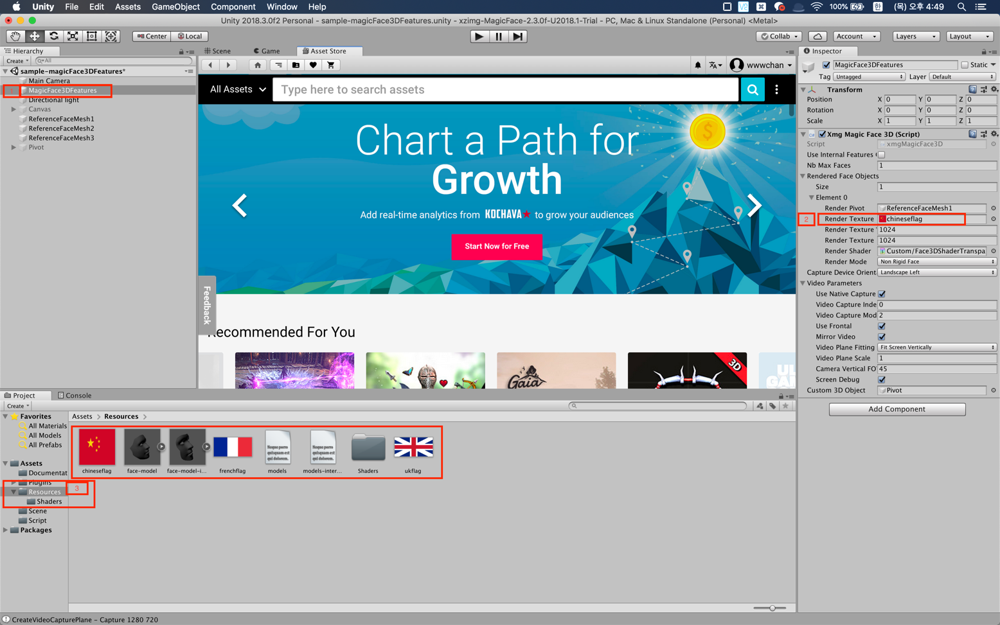 Unity File Edit Assets GameObject Component Window Help
100% 한 (목) 오후 4:49
Unity 2018.3.0f2 Personal - sample-magicFace3DFeatures.unity - xzimg-MagicFace-2.3.0f-U2018.1-Trial - PC, Mac & Linux Standalone (Personal) <Metal>
Center Local
Collab Account Layers Layout
Hierarchy
Create All
sample-magicFace3DFeatures*
Main Camera
1 MagicFace3DFeatures
Directional light
Canvas
ReferenceFaceMesh1
ReferenceFaceMesh2
ReferenceFaceMesh3
Pivot
Scene Game Asset Store
wwwchan
All Assets Type here to search assets
Chart a Path for
Growth
Add real-time analytics from KOCHAVA★ to grow your audiences
Start Now for Free
Feedback
Recommended For You
Gaia
3D
Inspector
MagicFace3DFeatures Static
Tag Untagged Layer Default
Transform
Position X 0 Y 0 Z 0
Rotation X 0 Y 0 Z 0
Scale X 1 Y 1 Z 1
Xmg Magic Face 3D (Script)
Script xmgMagicFace3D
Use Internal Features
Nb Max Faces 1
Rendered Face Objects
Size 1
Element 0
Render Pivot ReferenceFaceMesh1
2 Render Texture chineseflag
Render Texture 1024
Render Texture 1024
Render Shader Custom/Face3DShaderTranspa
Render Mode Non Rigid Face
Capture Device Orient Landscape Left
Video Parameters
Use Native Capture
Video Capture Inde 0
Video Capture Mod 2
Use Frontal
Mirror Video
Video Plane Fitting Fit Screen Vertically
Video Plane Scale 1
Camera Vertical FO 45
Screen Debug
Custom 3D Object Pivot
Add Component
Project Console
Create
Favorites
All Materials
All Models
All Prefabs
Assets
Documentat
Plugins
Resources 3
Shaders
Scene
Script
Packages
Assets > Resources >
chineseflag face-model face-model-i... frenchflag models models-inter... Shaders ukflag
CreateVideoCapturePlane - Capture 1280 720